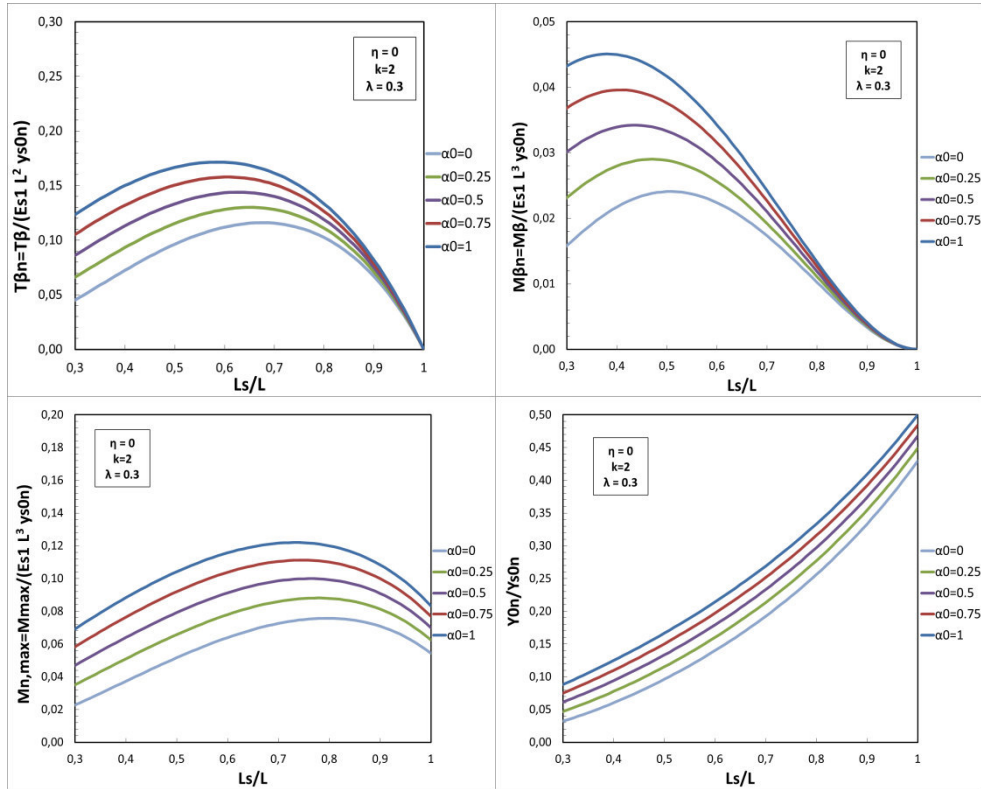 0,30
0,25
0,20
0,15
0,10
0,05
0,00
Tβn=Tβ/(Es1 L² ys0n)
η = 0
k=2
λ = 0.3
α0=0
α0=0.25
α0=0.5
α0=0.75
α0=1
0,3 0,4 0,5 0,6 0,7 0,8 0,9 1
Ls/L
0,05
0,04
0,03
0,02
0,01
0,00
Mβn=Mβ/(Es1 L³ ys0n)
η = 0
k=2
λ = 0.3
α0=0
α0=0.25
α0=0.5
α0=0.75
α0=1
0,3 0,4 0,5 0,6 0,7 0,8 0,9 1
Ls/L
0,20
0,18
0,16
0,14
0,12
0,10
0,08
0,06
0,04
0,02
0,00
Mn,max=Mmax/(Es1 L³ ys0n)
η = 0
k=2
λ = 0.3
α0=0
α0=0.25
α0=0.5
α0=0.75
α0=1
0,3 0,4 0,5 0,6 0,7 0,8 0,9 1
Ls/L
0,50
0,45
0,40
0,35
0,30
0,25
0,20
0,15
0,10
0,05
0,00
Y0n/Ys0n
η = 0
k=2
λ = 0.3
α0=0
α0=0.25
α0=0.5
α0=0.75
α0=1
0,3 0,4 0,5 0,6 0,7 0,8 0,9 1
Ls/L